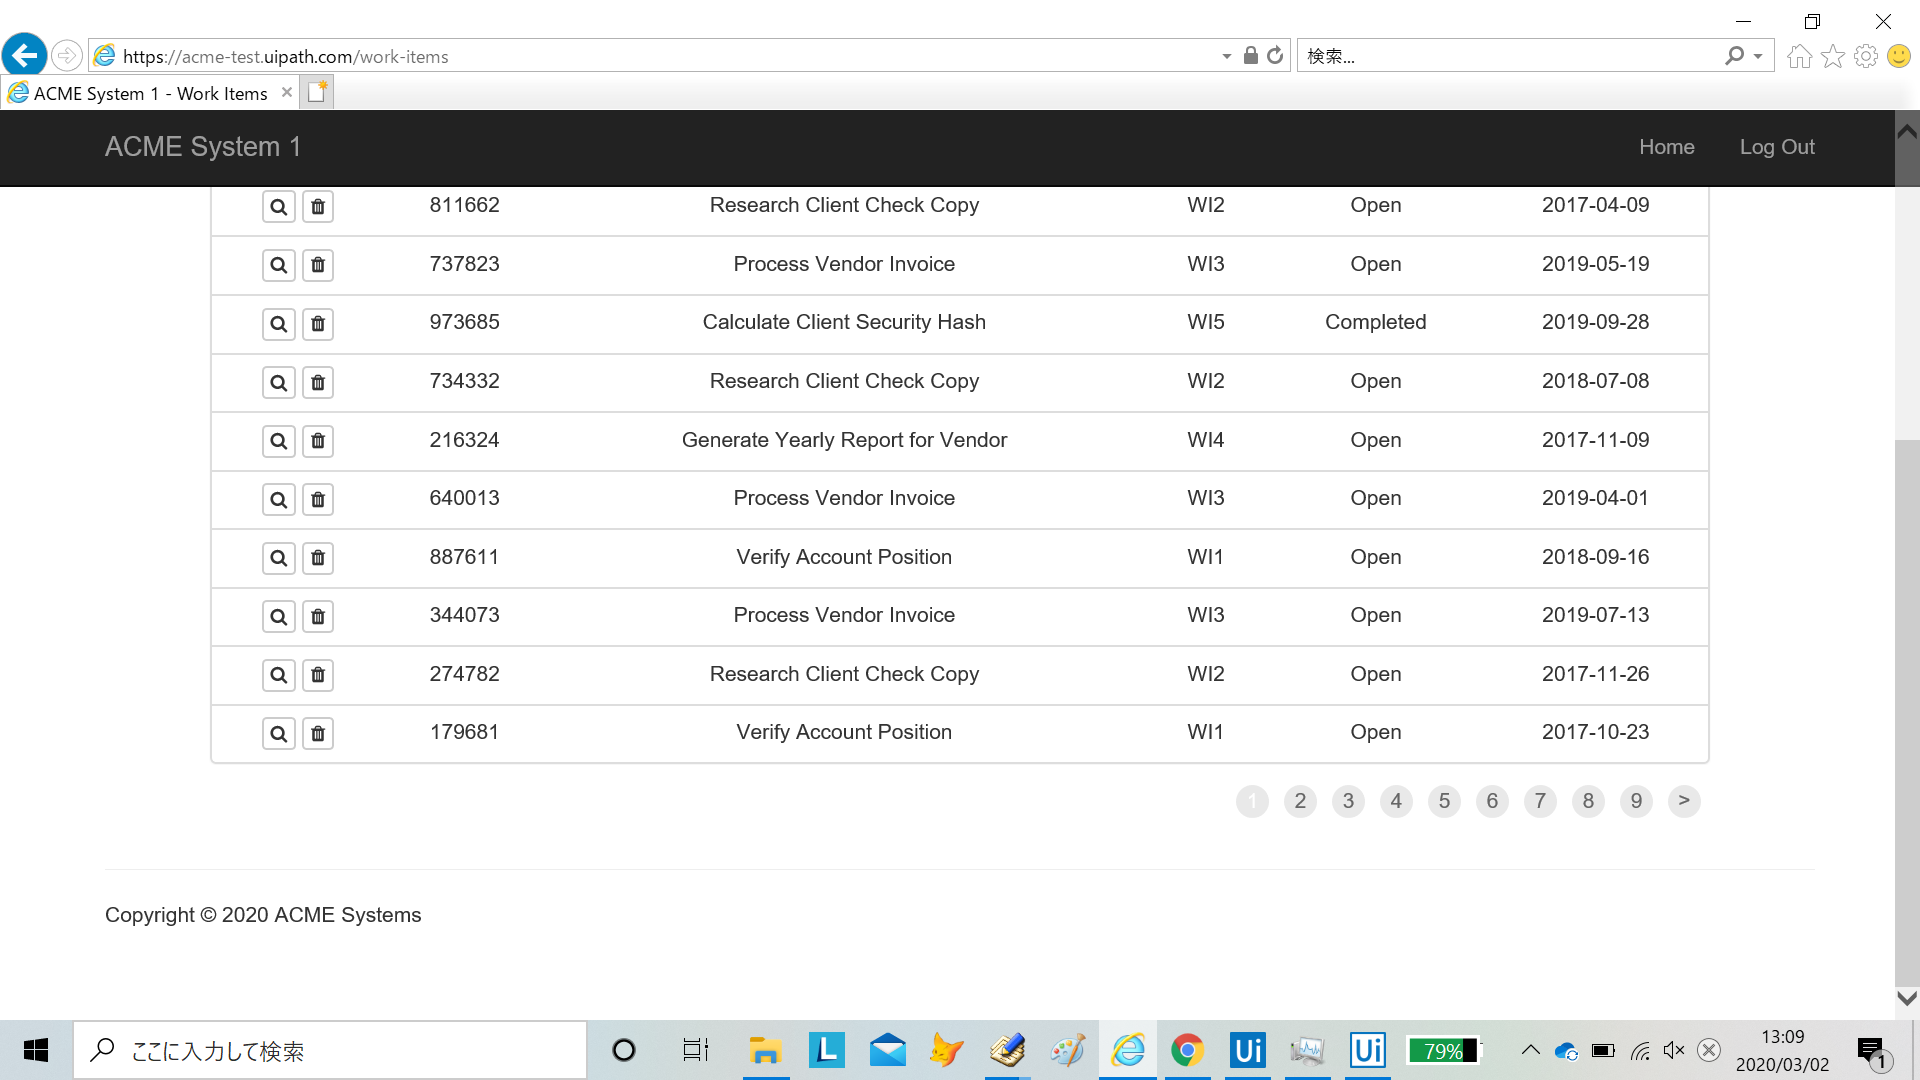 https://acme-test.uipath.com/work-items
検索...
ACME System 1 - Work Items
ACME System 1
Home
Log Out
811662 Research Client Check Copy WI2 Open 2017-04-09
737823 Process Vendor Invoice WI3 Open 2019-05-19
973685 Calculate Client Security Hash WI5 Completed 2019-09-28
734332 Research Client Check Copy WI2 Open 2018-07-08
216324 Generate Yearly Report for Vendor WI4 Open 2017-11-09
640013 Process Vendor Invoice WI3 Open 2019-04-01
887611 Verify Account Position WI1 Open 2018-09-16
344073 Process Vendor Invoice WI3 Open 2019-07-13
274782 Research Client Check Copy WI2 Open 2017-11-26
179681 Verify Account Position WI1 Open 2017-10-23
1 2 3 4 5 6 7 8 9 >
Copyright © 2020 ACME Systems
ここに入力して検索
L
Ui
Ui
79%
13:09
2020/03/02
1